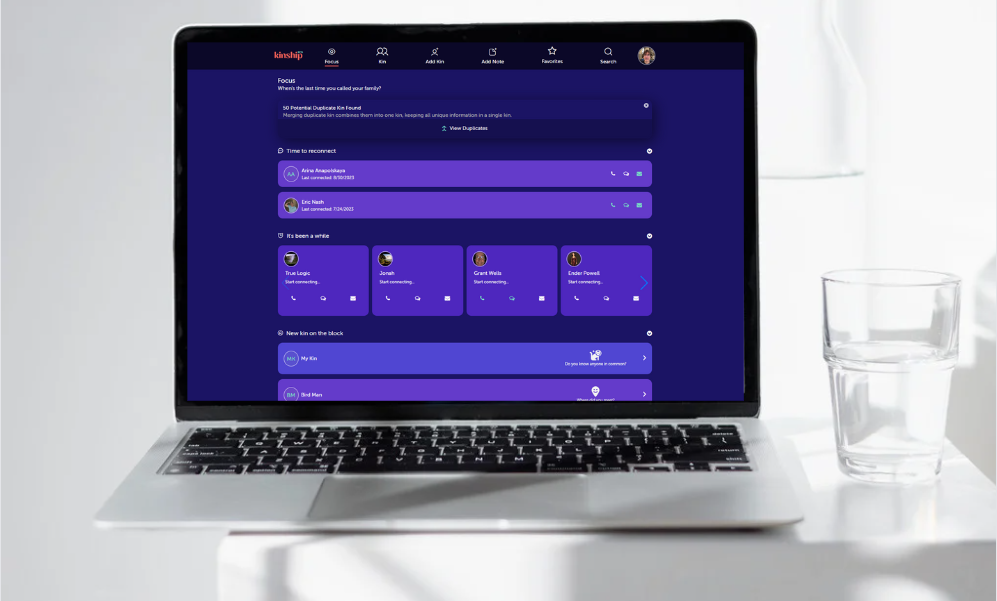 kinship
Focus
Kin
Add Kin
Add Note
Favorites
Search
Focus
When's the last time you called your family?
50 Potential Duplicate Kin Found
Merging duplicate kin combines them into one kin, keeping all unique information in a single kin.
View Duplicates
Time to reconnect
AA
Arina Anapolskaya
Last connected: 8/30/2023
Eric Nash
Last connected: 7/24/2023
It's been a while
True Logic
Start connecting...
Jonah
Start connecting...
Grant Wells
Start connecting...
Ender Powell
Start connecting...
New kin on the block
MK
My Kin
Do you know anyone in common?
BM
Bird Man
delete
return
shift